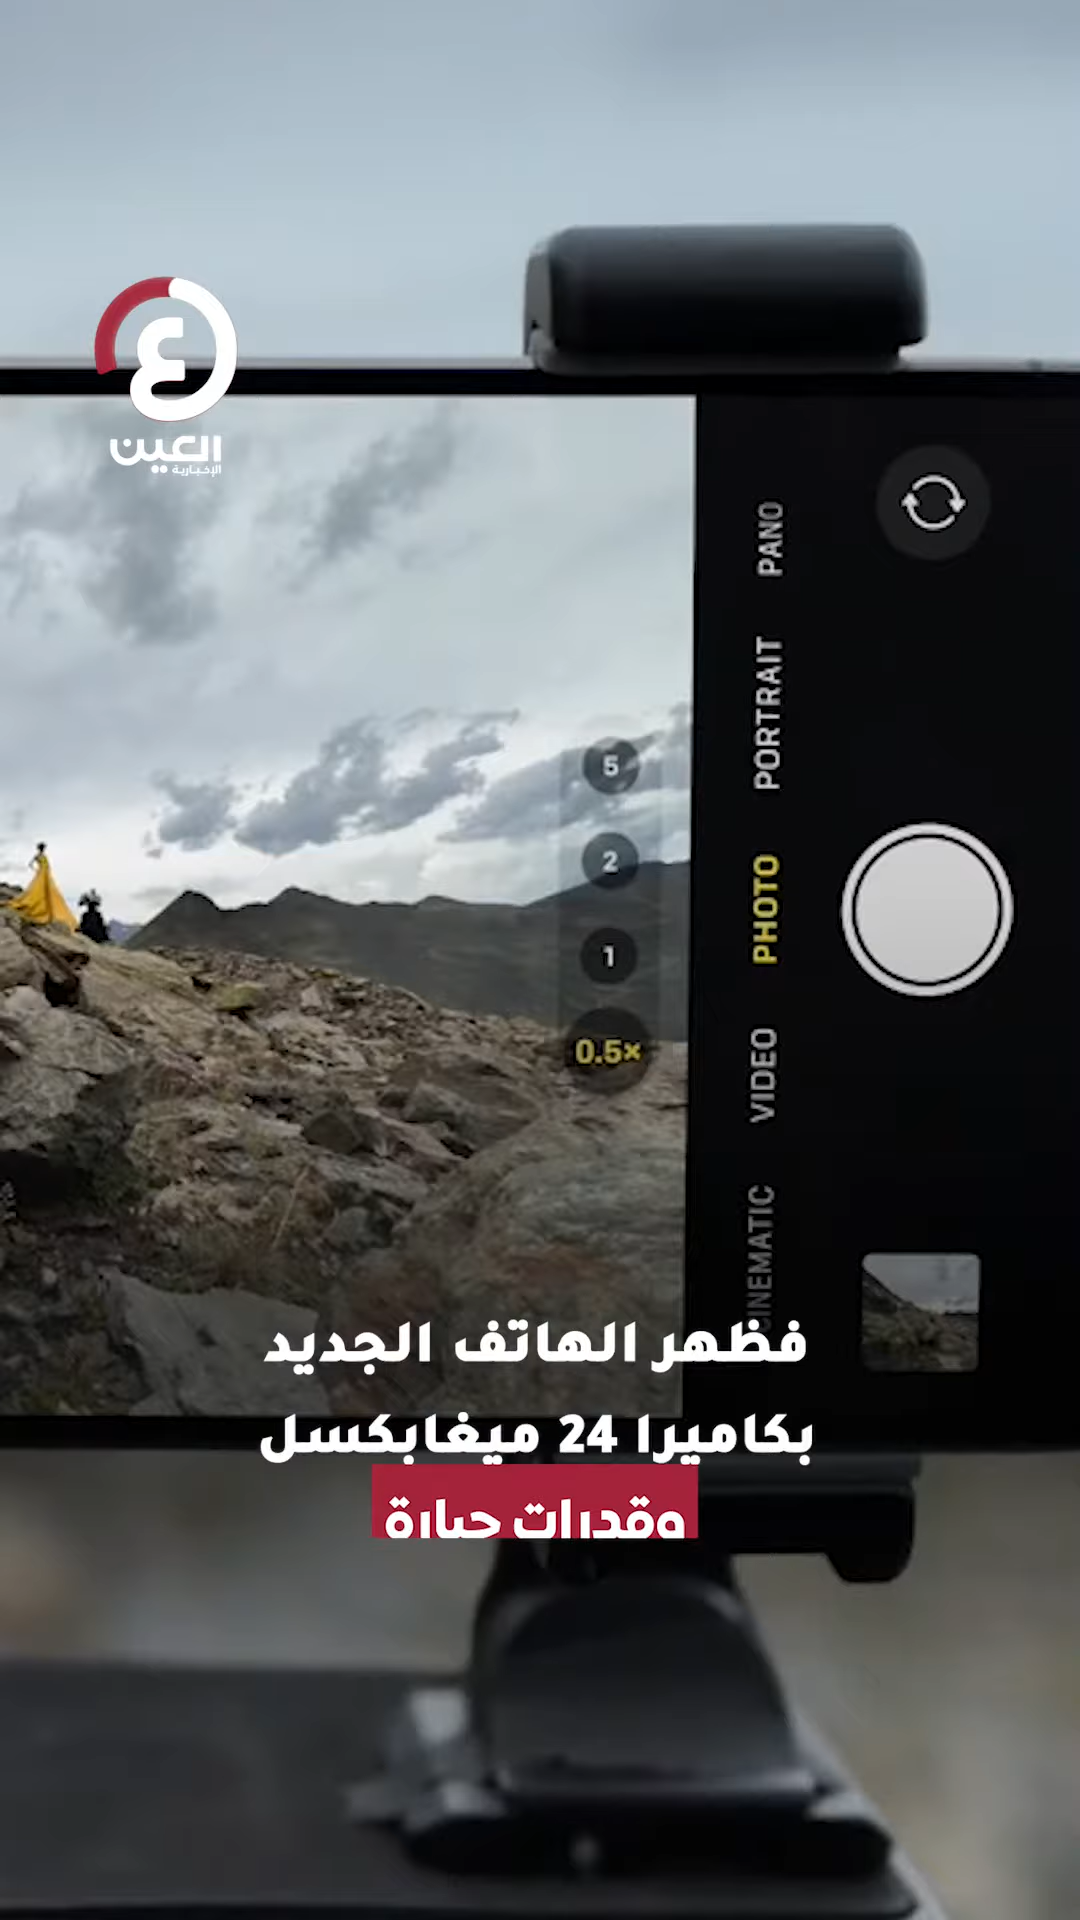 ع
العين
الإخبارية
PANO
PORTRAIT
PHOTO
VIDEO
CINEMATIC
5
2
1
0.5×
فظهر الهاتف الجديد
بكاميرا 24 ميغابكسل
وقدرات جبارة